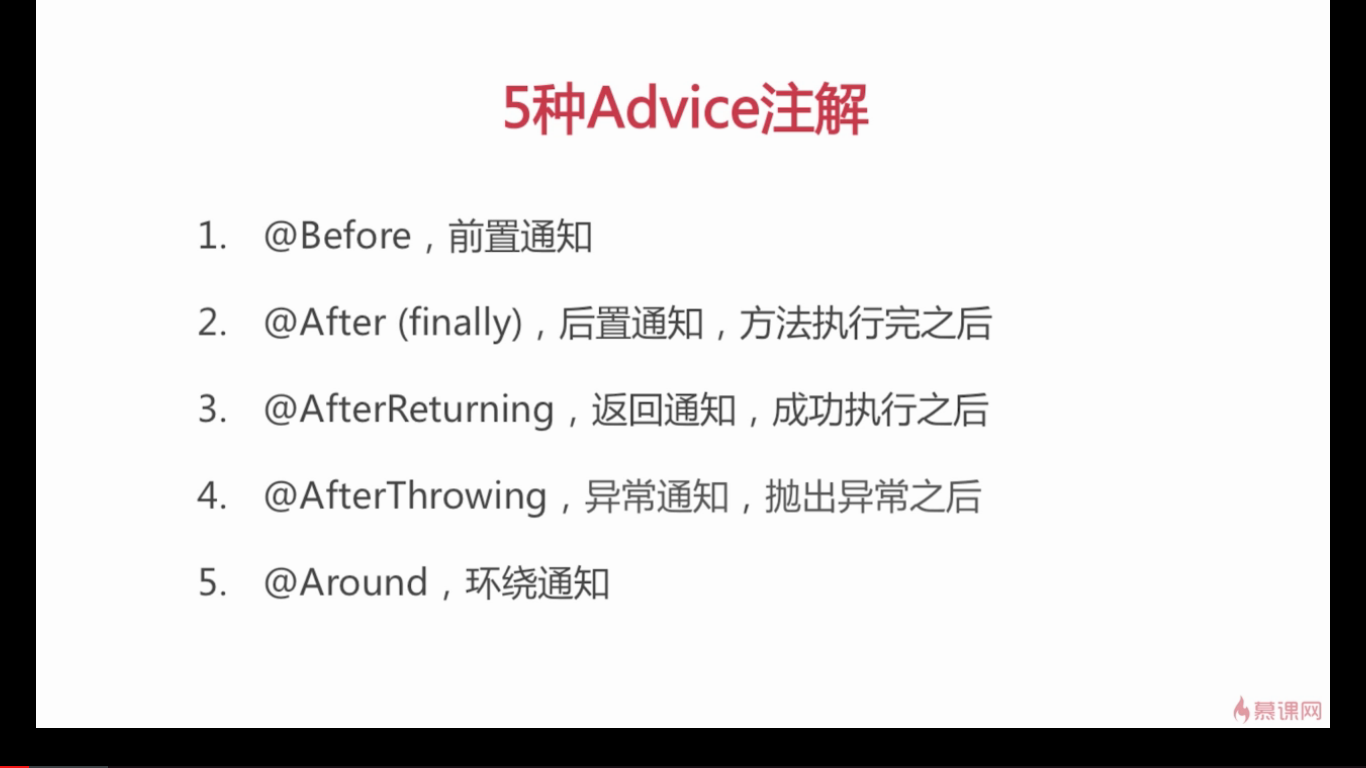 5种Advice注解
1. @Before，前置通知
2. @After (finally)，后置通知，方法执行完之后
3. @AfterReturning，返回通知，成功执行之后
4. @AfterThrowing，异常通知，抛出异常之后
5. @Around，环绕通知
慕课网